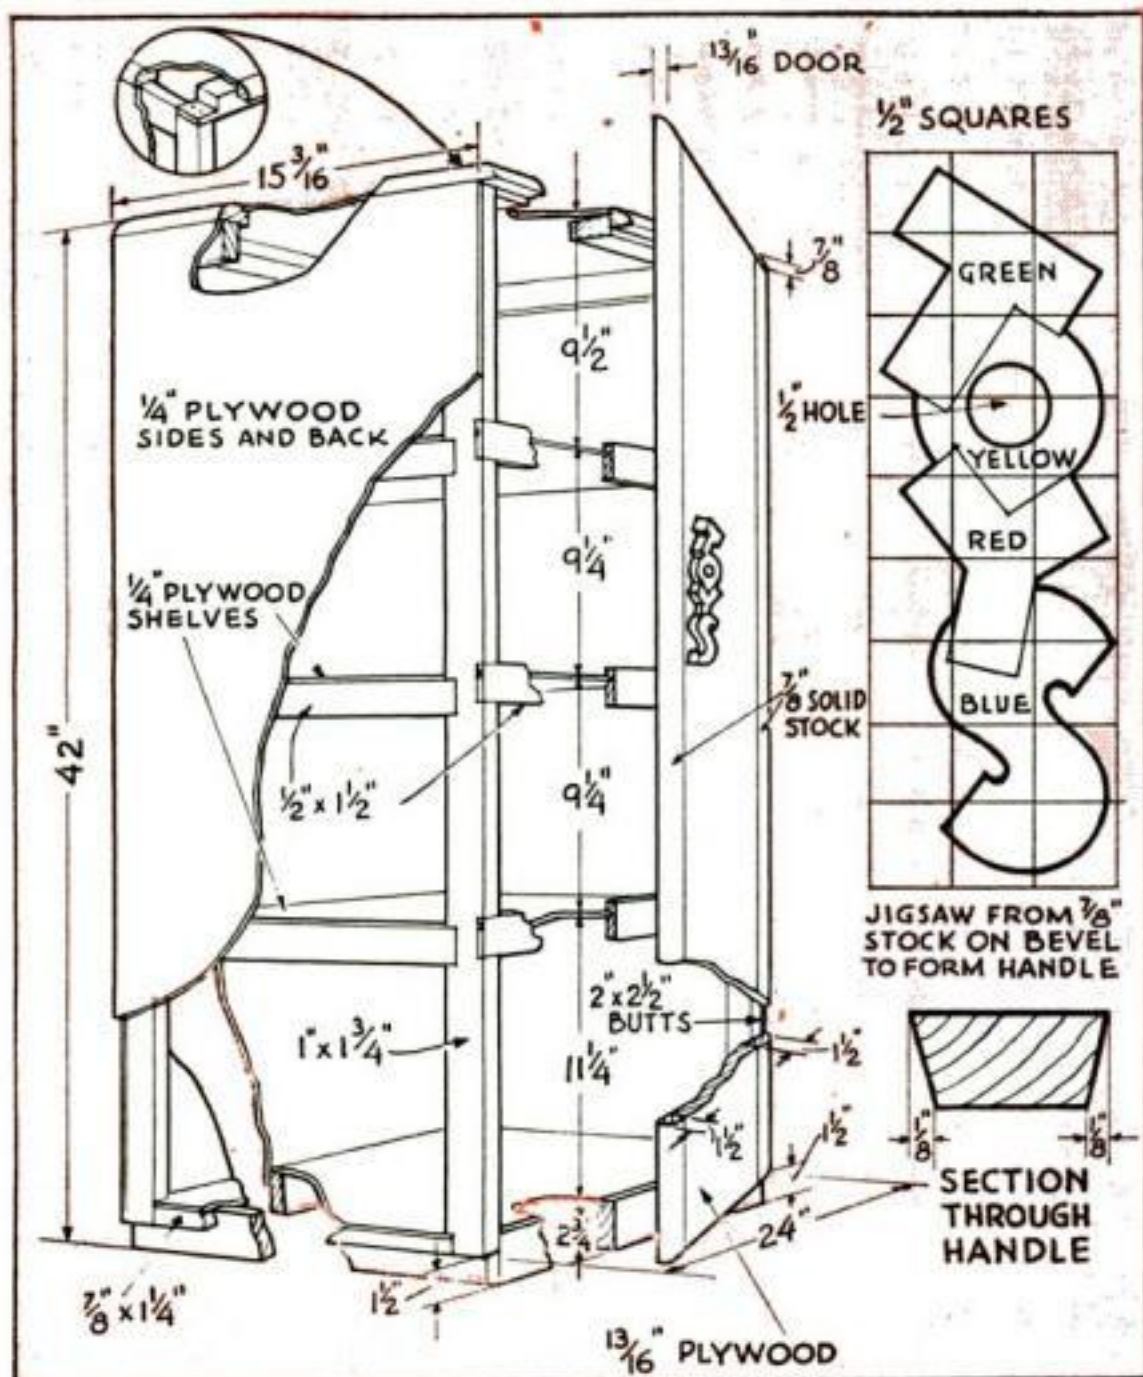 13/16" DOOR
1/2" SQUARES
15 3/16"
7/8"
GREEN
9 1/2"
1/4" PLYWOOD
SIDES AND BACK
1/2" HOLE
YELLOW
RED
9 1/4"
TOYS
1/4" PLYWOOD
SHELVES
7/8" SOLID
STOCK
BLUE
42"
1/2" x 1 1/2"
9 1/4"
JIGSAW FROM 7/8"
STOCK ON BEVEL
TO FORM HANDLE
2" x 2 1/2"
BUTTS
1" x 1 3/4"
11 1/4"
1 1/2"
1 1/2"
1 1/2"
1/8"
1/8"
SECTION
THROUGH
HANDLE
2 3/4"
24"
7/8" x 1 1/4"
1 1/2"
13/16" PLYWOOD